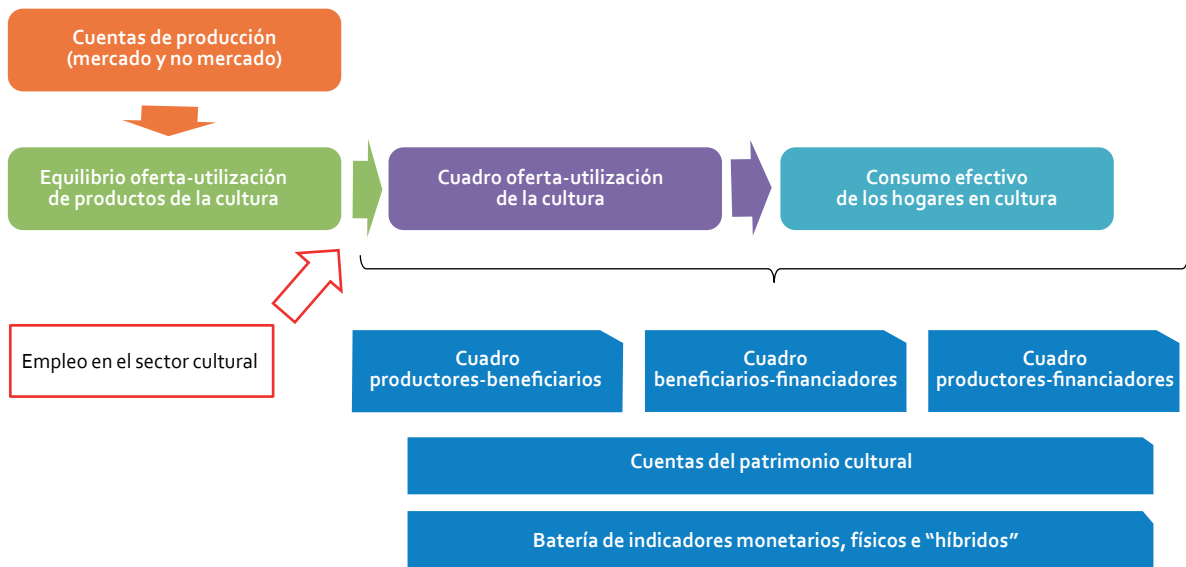 Cuentas de producción
(mercado y no mercado)
Equilibrio oferta-utilización
de productos de la cultura
Cuadro oferta-utilización
de la cultura
Consumo efectivo
de los hogares en cultura
Empleo en el sector cultural
Cuadro
productores-beneficiarios
Cuadro
beneficiarios-financiadores
Cuadro
productores-financiadores
Cuentas del patrimonio cultural
Batería de indicadores monetarios, físicos e “híbridos”